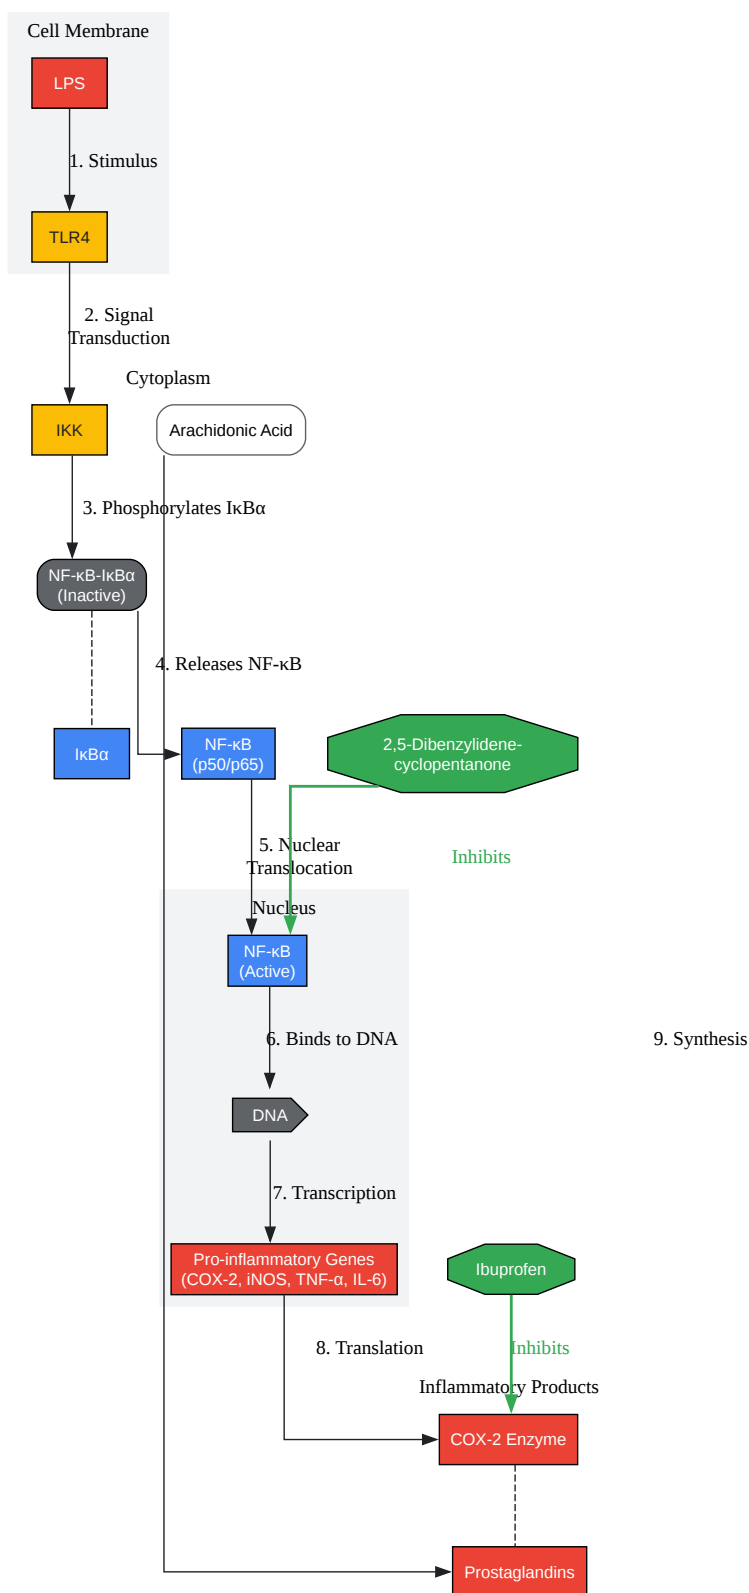 Cell Membrane
LPS
1. Stimulus
TLR4
2. Signal
Transduction
Cytoplasm
IKK
Arachidonic Acid
3. Phosphorylates IκBα
NF-κB-IκBα
(Inactive)
4. Releases NF-κB
IκBα
NF-κB
(p50/p65)
2,5-Dibenzylidene-
cyclopentanone
5. Nuclear
Translocation
Inhibits
Nucleus
NF-κB
(Active)
6. Binds to DNA
9. Synthesis
DNA
7. Transcription
Pro-inflammatory Genes
(COX-2, iNOS, TNF-α, IL-6)
Ibuprofen
8. Translation
Inhibits
Inflammatory Products
COX-2 Enzyme
Prostaglandins